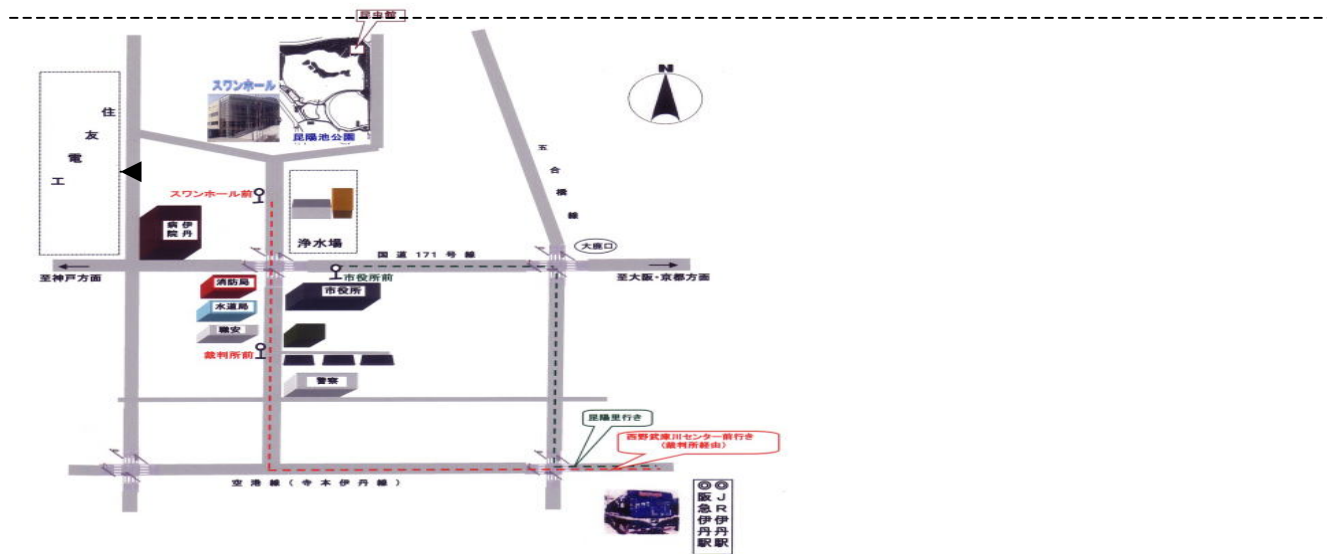 昆虫館
N
スワンホール
昆陽池公園
住友電工
五合橋線
スワンホール前
伊丹病院
浄水場
大鹿口
国道171号線
至神戸方面
至大阪・京都方面
市役所前
消防局
市役所
水道局
職安
裁判所前
警察
昆陽里行き
西野武庫川センター前行き
(裁判所経由)
空港線(寺本伊丹線)
◎JR伊丹駅
◎阪急伊丹駅